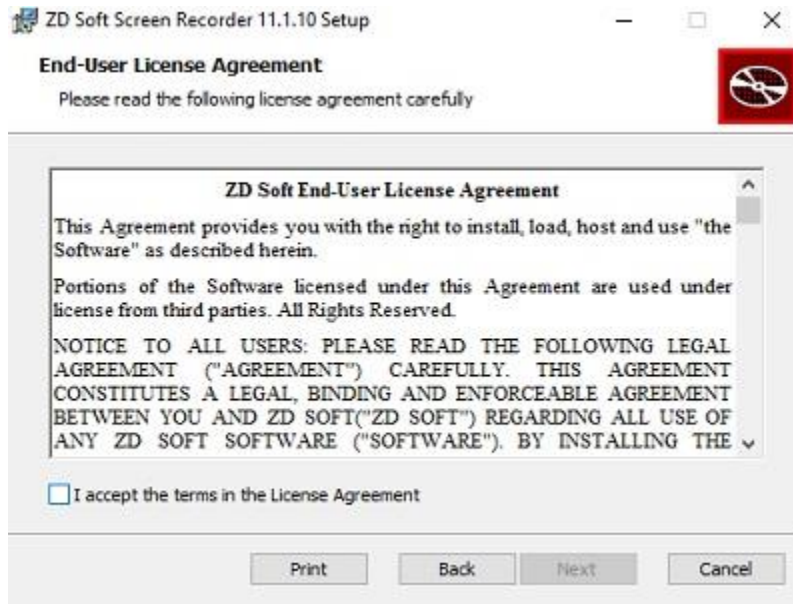 ZD Soft Screen Recorder 11.1.10 Setup
End-User License Agreement
Please read the following license agreement carefully
ZD Soft End-User License Agreement
This Agreement provides you with the right to install, load, host and use "the
Software" as described herein.
Portions of the Software licensed under this Agreement are used under
license from third parties. All Rights Reserved.
NOTICE TO ALL USERS: PLEASE READ THE FOLLOWING LEGAL
AGREEMENT ("AGREEMENT") CAREFULLY. THIS AGREEMENT
CONSTITUTES A LEGAL, BINDING AND ENFORCEABLE AGREEMENT
BETWEEN YOU AND ZD SOFT("ZD SOFT") REGARDING ALL USE OF
ANY ZD SOFT SOFTWARE ("SOFTWARE"). BY INSTALLING THE
I accept the terms in the License Agreement
Print Back Next Cancel